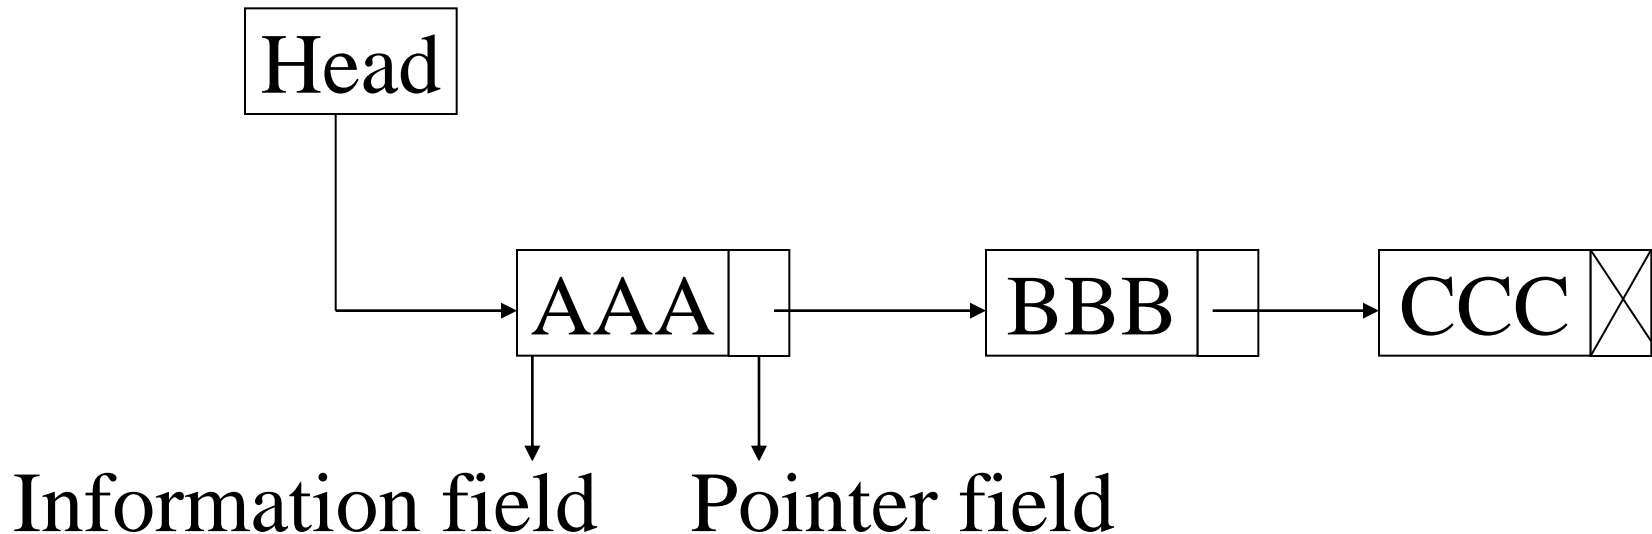 Head
AAA
BBB
CCC
Information field
Pointer field